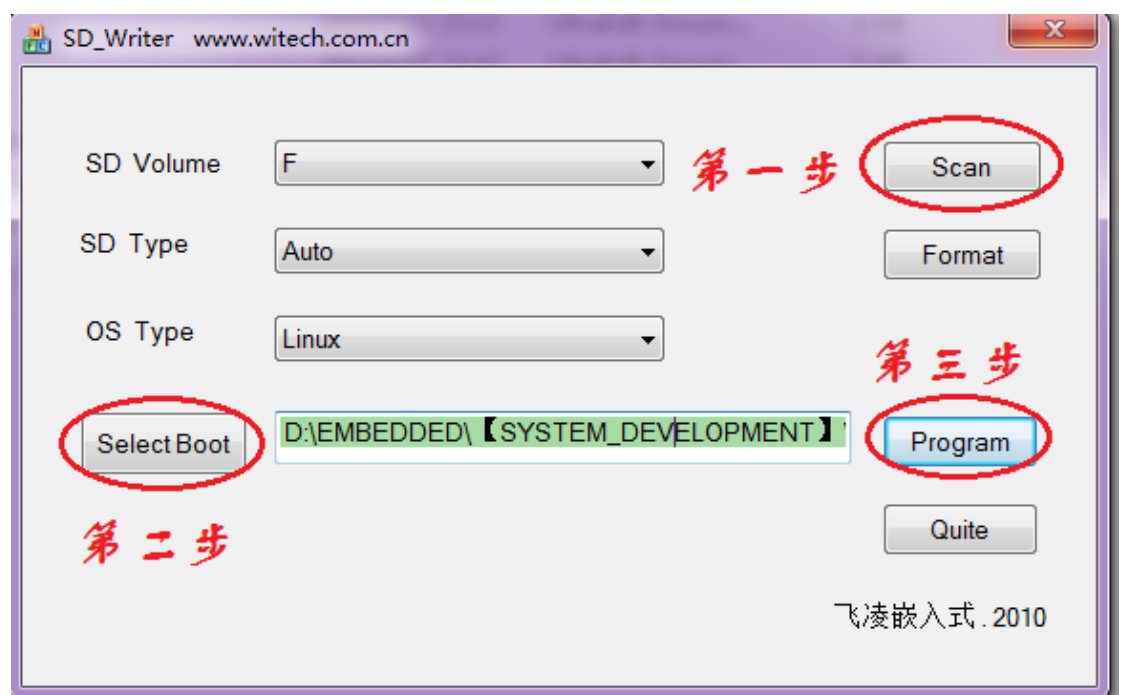 SD_Writer www.witech.com.cn
SD Volume F 第一步 Scan
SD Type Auto Format
OS Type Linux
第三步
Select Boot D:\EMBEDDED\【SYSTEM_DEVELOPMENT】 Program
第二步 Quite
飞凌嵌入式.2010